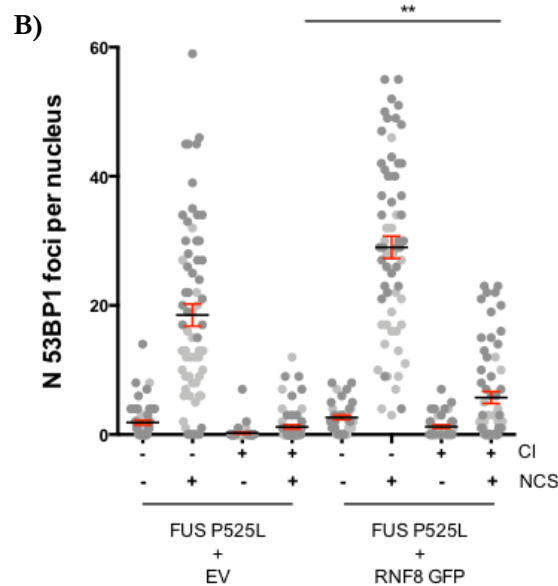 B)
**
N 53BP1 foci per nucleus
60
40
20
0
- - + + - - + + CI
- + - + - + - + NCS
FUS P525L
+
EV
FUS P525L
+
RNF8 GFP